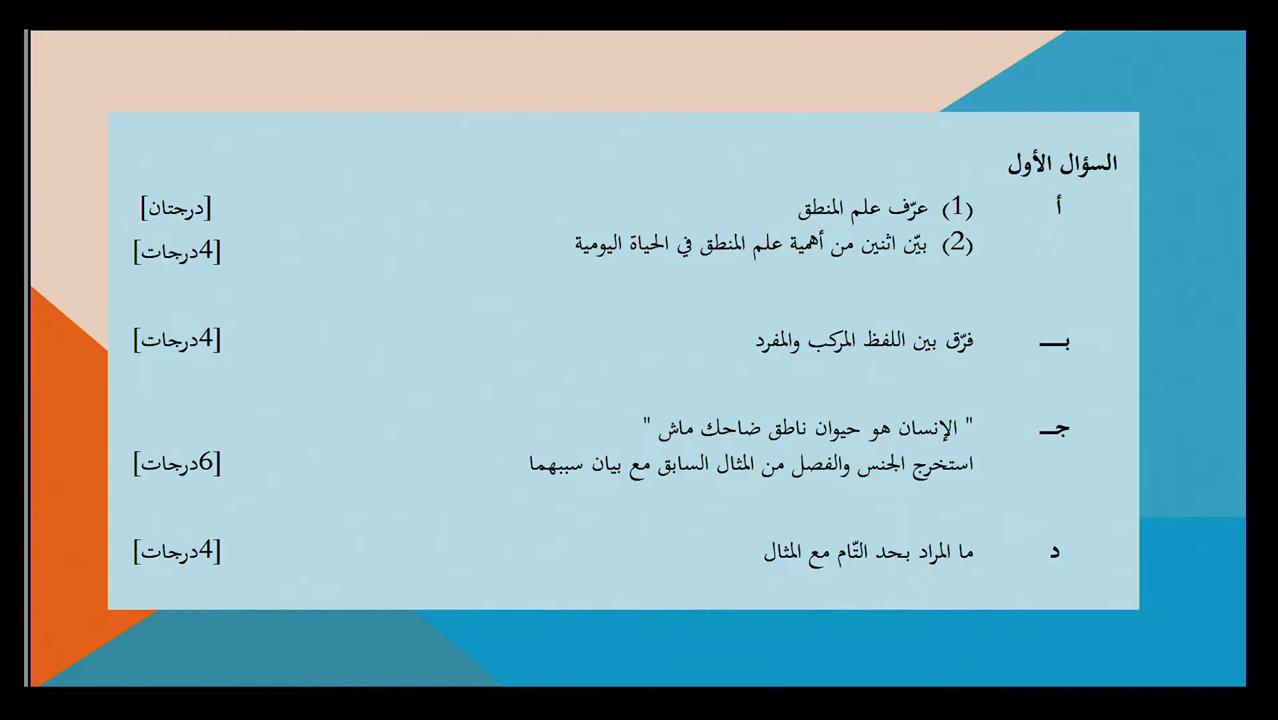 السؤال الأول
أ (1) عرّف علم المنطق [درجتان]
(2) بيّن اثنين من أهمية علم المنطق في الحياة اليومية [4درجات]
بـ فرّق بين اللفظ المركب والمفرد [4درجات]
جـ " الإنسان هو حيوان ناطق ضاحك ماش "
استخرج الجنس والفصل من المثال السابق مع بيان سببهما [6درجات]
د ما المراد بحد التّام مع المثال [4درجات]